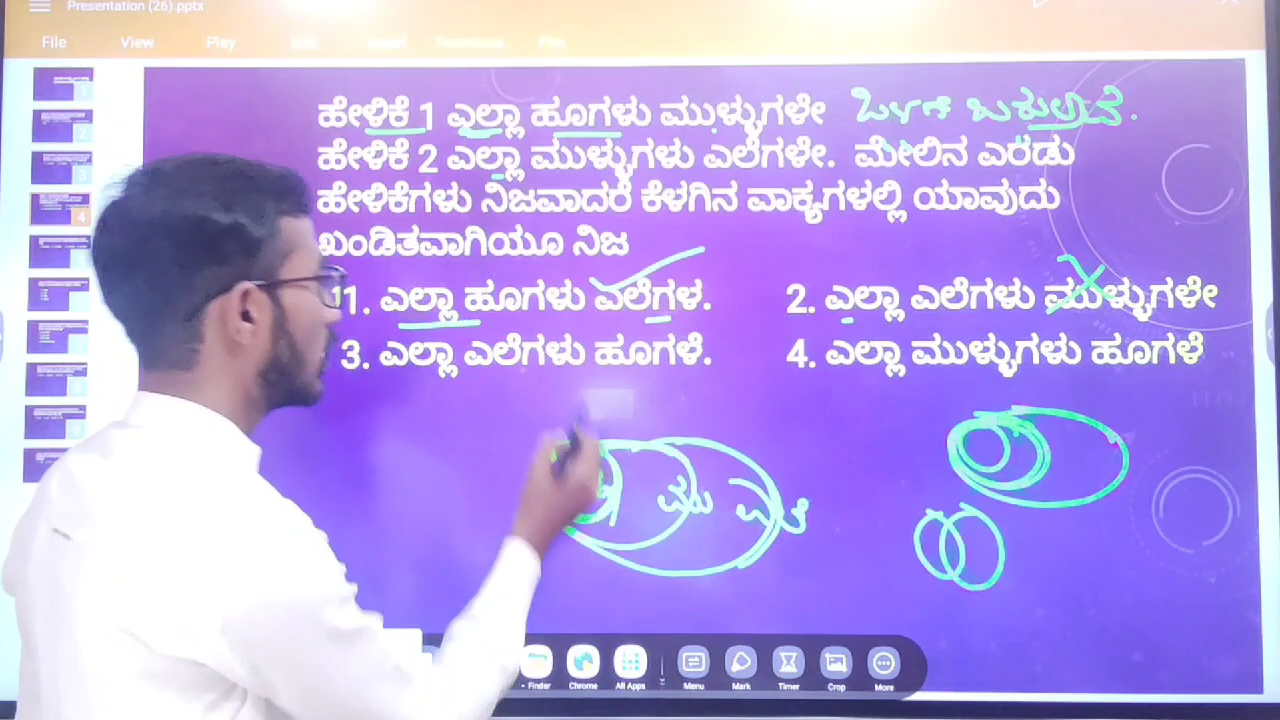 Presentation (26).pptx
File View Play
ಹೇಳಿಕೆ 1 ಎಲ್ಲಾ ಹೂಗಳು ಮುಳ್ಳುಗಳೇ
ಹೇಳಿಕೆ 2 ಎಲ್ಲಾ ಮುಳ್ಳುಗಳು ಎಲೆಗಳೇ. ಮೇಲಿನ ಎರಡು
ಹೇಳಿಕೆಗಳು ನಿಜವಾದರೆ ಕೆಳಗಿನ ವಾಕ್ಯಗಳಲ್ಲಿ ಯಾವುದು
ಖಂಡಿತವಾಗಿಯೂ ನಿಜ
1. ಎಲ್ಲಾ ಹೂಗಳು ಎಲೆಗಳ. 2. ಎಲ್ಲಾ ಎಲೆಗಳು ಮುಳ್ಳುಗಳೇ
3. ಎಲ್ಲಾ ಎಲೆಗಳು ಹೂಗಳೆ. 4. ಎಲ್ಲಾ ಮುಳ್ಳುಗಳು ಹೂಗಳೆ
ಮು ಎಲೆ
Finder Chrome All Apps Menu Mark Timer Crop More